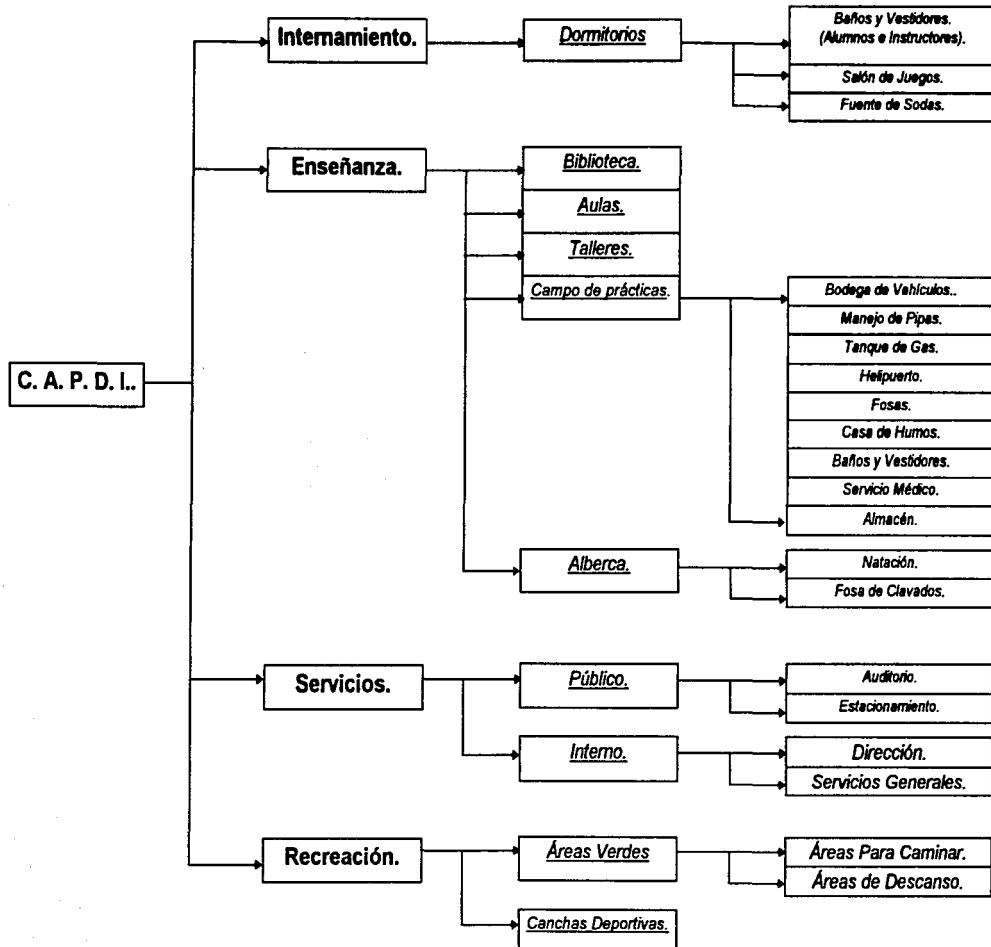 Internamiento.
Dormitorios
Baños y Vestidores.
(Alumnos e Instructores).
Salón de Juegos.
Fuente de Sodas.
Enseñanza.
Biblioteca.
Aulas.
Talleres.
Campo de prácticas.
Bodega de Vehículos..
Manejo de Pipas.
Tanque de Gas.
Helipuerto.
Fosas.
Casa de Humos.
Baños y Vestidores.
Servicio Médico.
Almacén.
C. A. P. D. I..
Alberca.
Natación.
Fosa de Clavados.
Servicios.
Público.
Auditorio.
Estacionamiento.
Interno.
Dirección.
Servicios Generales.
Recreación.
Áreas Verdes
Áreas Para Caminar.
Áreas de Descanso.
Canchas Deportivas.